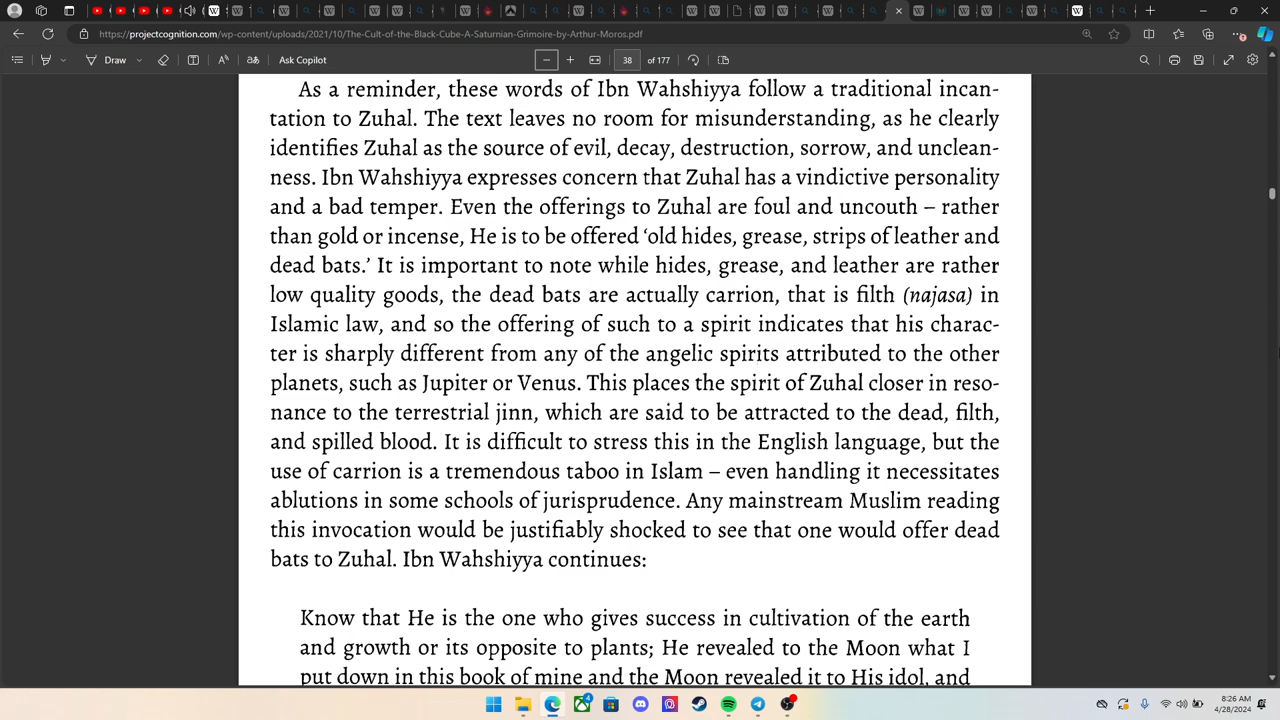 https://projectcognition.com/wp-content/uploads/2021/10/The-Cult-of-the-Black-Cube-A-Saturnian-Grimoire-by-Arthur-Moros.pdf
Draw
Ask Copilot
38 of 177
As a reminder, these words of Ibn Wahshiyya follow a traditional incan-
tation to Zuhal. The text leaves no room for misunderstanding, as he clearly
identifies Zuhal as the source of evil, decay, destruction, sorrow, and unclean-
ness. Ibn Wahshiyya expresses concern that Zuhal has a vindictive personality
and a bad temper. Even the offerings to Zuhal are foul and uncouth – rather
than gold or incense, He is to be offered ‘old hides, grease, strips of leather and
dead bats.’ It is important to note while hides, grease, and leather are rather
low quality goods, the dead bats are actually carrion, that is filth (najasa) in
Islamic law, and so the offering of such to a spirit indicates that his charac-
ter is sharply different from any of the angelic spirits attributed to the other
planets, such as Jupiter or Venus. This places the spirit of Zuhal closer in reso-
nance to the terrestrial jinn, which are said to be attracted to the dead, filth,
and spilled blood. It is difficult to stress this in the English language, but the
use of carrion is a tremendous taboo in Islam – even handling it necessitates
ablutions in some schools of jurisprudence. Any mainstream Muslim reading
this invocation would be justifiably shocked to see that one would offer dead
bats to Zuhal. Ibn Wahshiyya continues:
Know that He is the one who gives success in cultivation of the earth
and growth or its opposite to plants; He revealed to the Moon what I
put down in this book of mine and the Moon revealed it to His idol, and
4
8:26 AM
4/28/2024